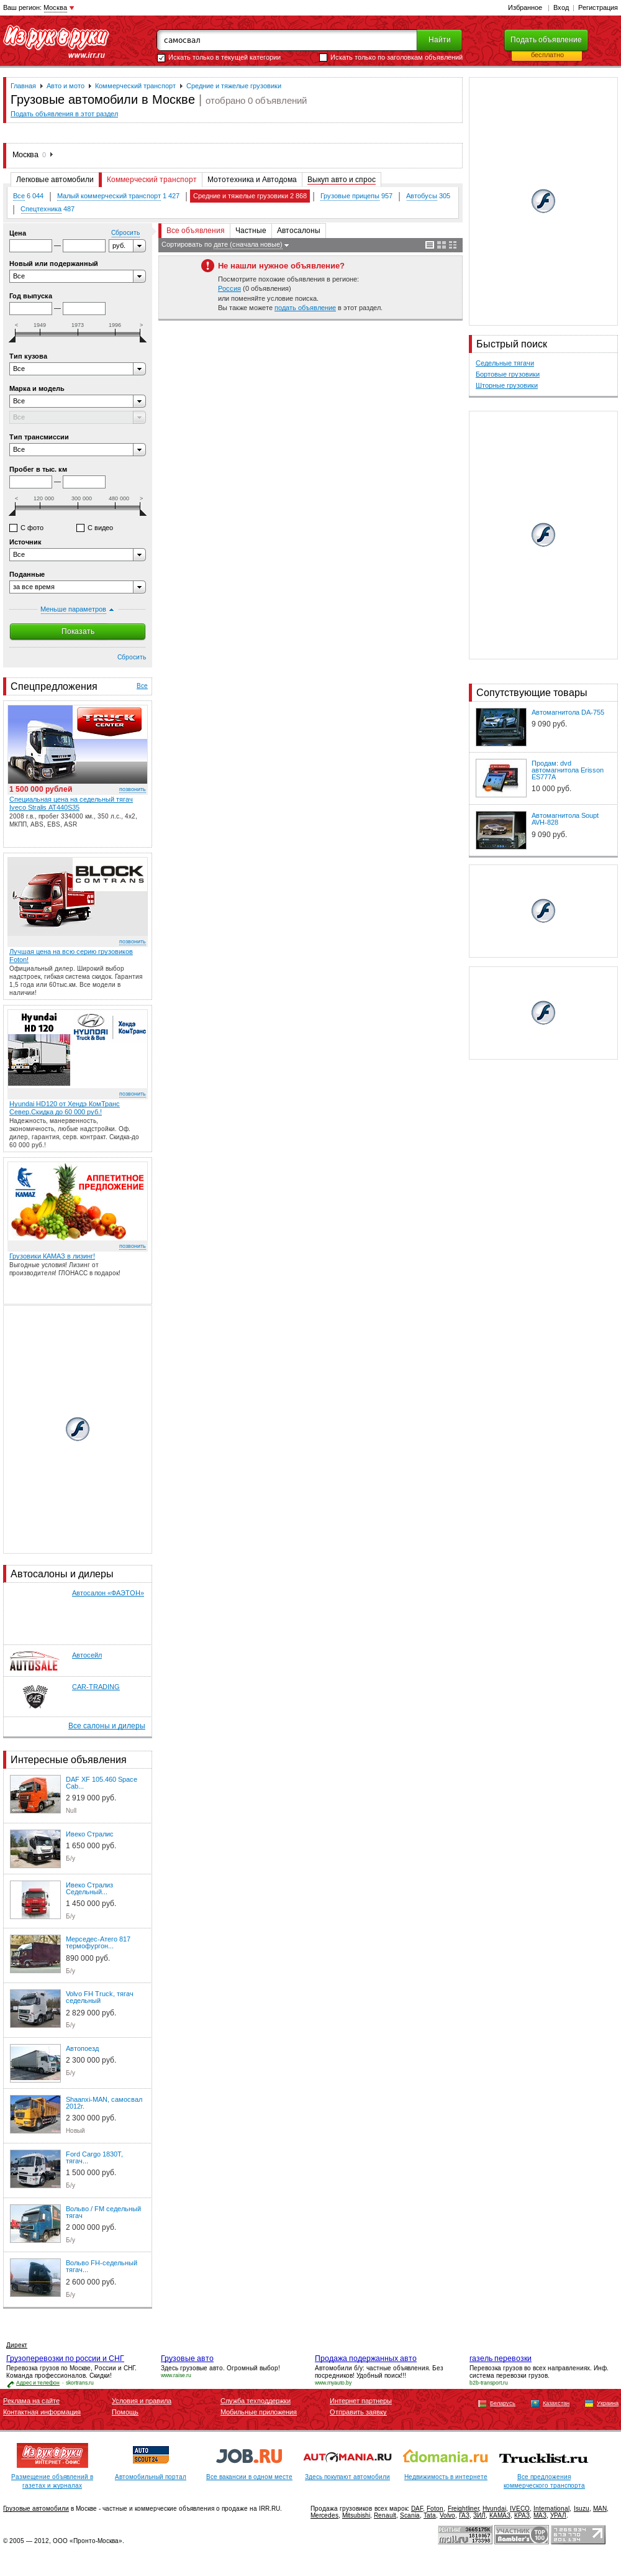 Ваш регион: Москва
Избранное | Вход | Регистрация
Из рук в руки
www.irr.ru
самосвал
Найти
Подать объявление
бесплатно
Искать только в текущей категории
Искать только по заголовкам объявлений
Главная Авто и мото Коммерческий транспорт Средние и тяжелые грузовики
Грузовые автомобили в Москве | отобрано 0 объявлений
Подать объявления в этот раздел
Москва 0
Легковые автомобили
Коммерческий транспорт
Мототехника и Автодома
Выкуп авто и спрос
Все 6 044 | Малый коммерческий транспорт 1 427 | Средние и тяжелые грузовики 2 868 | Грузовые прицепы 957 | Автобусы 305
Спецтехника 487
Цена
Сбросить
—
руб.
Новый или подержанный
Все
Год выпуска
—
< 1949 1973 1996 >
Тип кузова
Все
Марка и модель
Все
Все
Тип трансмиссии
Все
Пробег в тыс. км
—
< 120 000 300 000 480 000 >
С фото
С видео
Источник
Все
Поданные
за все время
Меньше параметров
Показать
Сбросить
Все объявления
Частные
Автосалоны
Сортировать по дате (сначала новые)
Не нашли нужное объявление?
Посмотрите похожие объявления в регионе:
Россия (0 объявления)
или поменяйте условие поиска.
Вы также можете подать объявление в этот раздел.
Быстрый поиск
Седельные тягачи
Бортовые грузовики
Шторные грузовики
Сопутствующие товары
Автомагнитола DA-755
9 090 руб.
Продам: dvd автомагнитола Erisson ES777A
10 000 руб.
Автомагнитола Soupt AVH-828
9 090 руб.
Спецпредложения
Все
TRUCK CENTER
1 500 000 рублей
позвонить
Специальная цена на седельный тягач Iveco Stralis AT440S35
2008 г.в., пробег 334000 км., 350 л.с., 4x2, МКПП, ABS, EBS, ASR
BLOCK COMTRANS
позвонить
Лучшая цена на всю серию грузовиков Foton!
Официальный дилер. Широкий выбор надстроек, гибкая система скидок. Гарантия 1,5 года или 60тыс.км. Все модели в наличии!
Hyundai HD 120
HYUNDAI Truck & Bus
Хендэ КомТранс
позвонить
Hyundai HD120 от Хендэ КомТранс Север.Скидка до 60 000 руб.!
Надежность, маневренность, экономичность, любые надстройки. Оф. дилер, гарантия, серв. контракт. Скидка-до 60 000 руб.!
КАМАЗ
АППЕТИТНОЕ ПРЕДЛОЖЕНИЕ
позвонить
Грузовики КАМАЗ в лизинг!
Выгодные условия! Лизинг от производителя! ГЛОНАСС в подарок!
Автосалоны и дилеры
Автосалон «ФАЭТОН»
AUTOSALE
Автосейл
CAR
CAR-TRADING
Все салоны и дилеры
Интересные объявления
DAF XF 105.460 Space Cab...
2 919 000 руб.
Null
Ивеко Стралис
1 650 000 руб.
Б/у
Ивеко Страпиз Седельный...
1 450 000 руб.
Б/у
Мерседес-Атего 817 термофургон...
890 000 руб.
Б/у
Volvo FH Truck, тягач седельный
2 829 000 руб.
Б/у
Автопоезд
2 300 000 руб.
Б/у
Shaanxi-MAN, самосвал 2012г.
2 300 000 руб.
Новый
Ford Cargo 1830T, тягач...
1 500 000 руб.
Б/у
Вольво / FM седельный тягач
2 000 000 руб.
Б/у
Вольво FH-седельный тягач...
2 600 000 руб.
Б/у
Директ
Грузоперевозки по россии и СНГ
Перевозка грузов по Москве, России и СНГ. Команда профессионалов. Скидки!
Адрес и телефон · skortrans.ru
Грузовые авто
Здесь грузовые авто. Огромный выбор!
www.rarae.ru
Продажа подержанных авто
Автомобили б/у: частные объявления. Без посредников! Удобный поиск!!!
www.myauto.by
газель перевозки
Перевозка грузов во всех направлениях. Инф. система перевозки грузов.
b2b-transport.ru
Реклама на сайте
Контактная информация
Условия и правила
Помощь
Служба техподдержки
Мобильные приложения
Интернет партнеры
Отправить заявку
Беларусь
Казахстан
Украина
Из рук в руки
ИНТЕРНЕТ - ОФИС
AUTO SCOUT 24
JOB.RU
AUTOMANIA.RU
domania.ru
Trucklist.ru
Размещение объявлений в газетах и журналах
Автомобильный портал
Все вакансии в одном месте
Здесь покупают автомобили
Недвижимость в интернете
Все предложения коммерческого транспорта
Грузовые автомобили в Москве - частные и коммерческие объявления о продаже на IRR.RU.
Продажа грузовиков всех марок: DAF, Foton, Freightliner, Hyundai, IVECO, International, Isuzu, MAN, Mercedes, Mitsubishi, Renault, Scania, Tata, Volvo, ГАЗ, ЗИЛ, КАМАЗ, КРАЗ, МАЗ, УРАЛ.
© 2005 — 2012, ООО «Пронто-Москва».
РЕЙТИНГ mail.ru
УЧАСТНИК Rambler's TOP 100